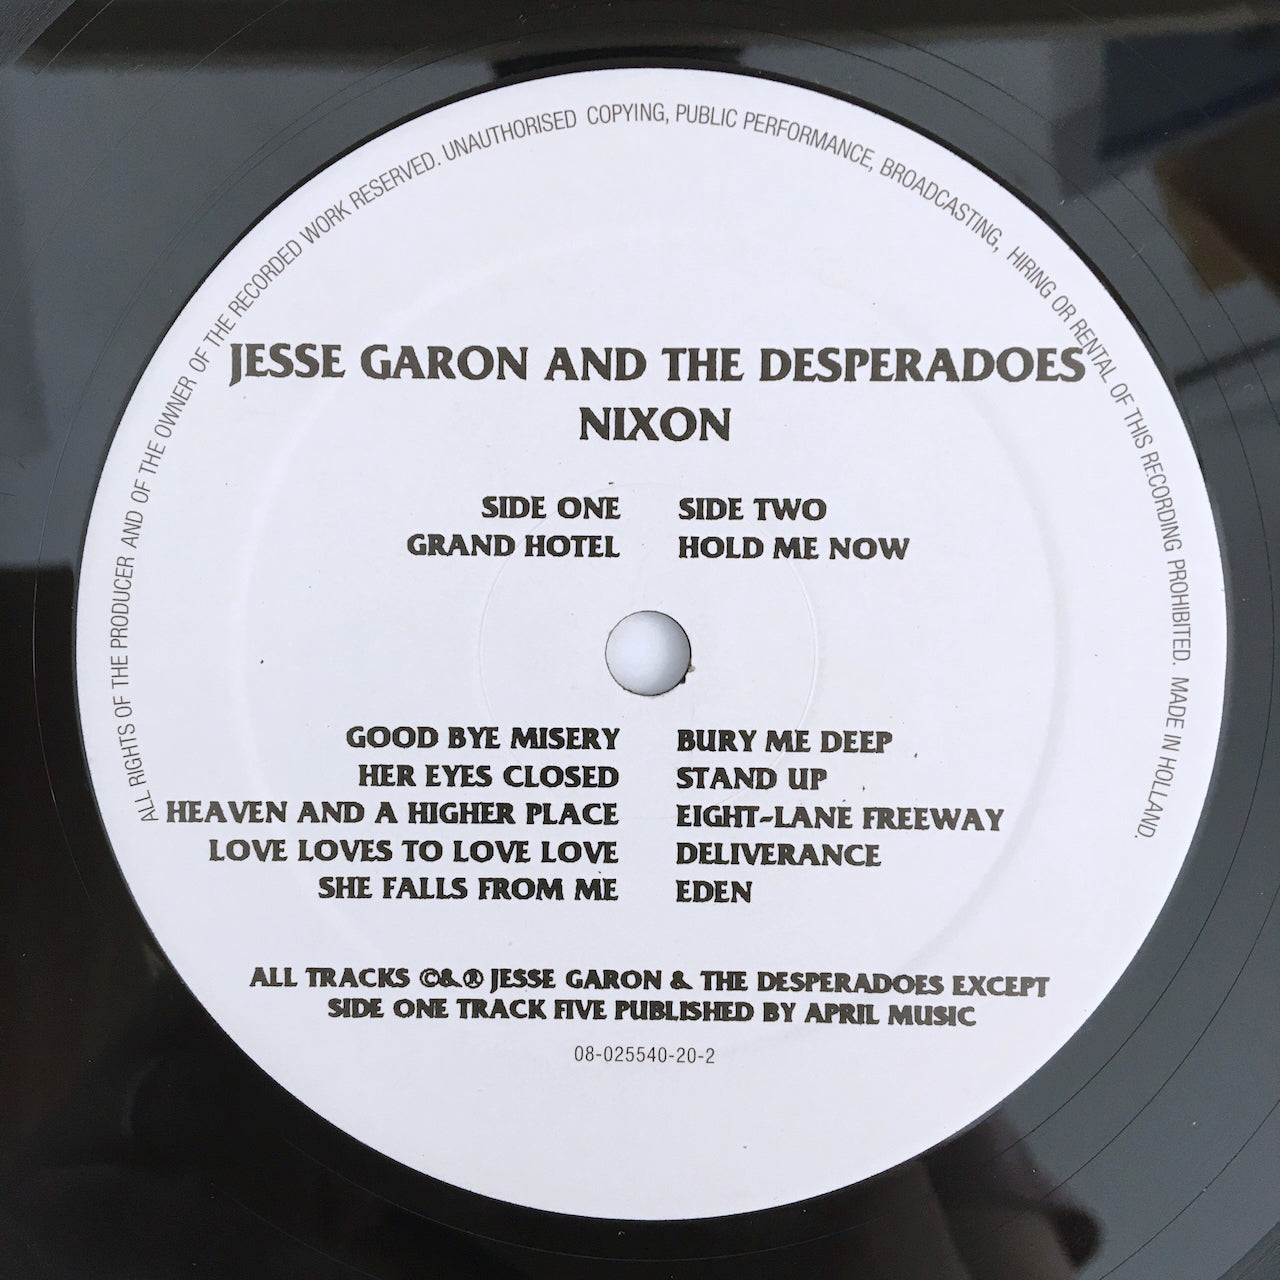 ALL RIGHTS OF THE PRODUCER AND OF THE OWNER OF THE RECORDED WORK RESERVED. UNAUTHORISED COPYING, PUBLIC PERFORMANCE, BROADCASTING, HIRING OR RENTAL OF THIS RECORDING PROHIBITED. MADE IN HOLLAND.
JESSE GARON AND THE DESPERADOES
NIXON
SIDE ONE
GRAND HOTEL
GOOD BYE MISERY
HER EYES CLOSED
HEAVEN AND A HIGHER PLACE
LOVE LOVES TO LOVE LOVE
SHE FALLS FROM ME
SIDE TWO
HOLD ME NOW
BURY ME DEEP
STAND UP
EIGHT-LANE FREEWAY
DELIVERANCE
EDEN
ALL TRACKS ©&® JESSE GARON & THE DESPERADOES EXCEPT
SIDE ONE TRACK FIVE PUBLISHED BY APRIL MUSIC
08-025540-20-2